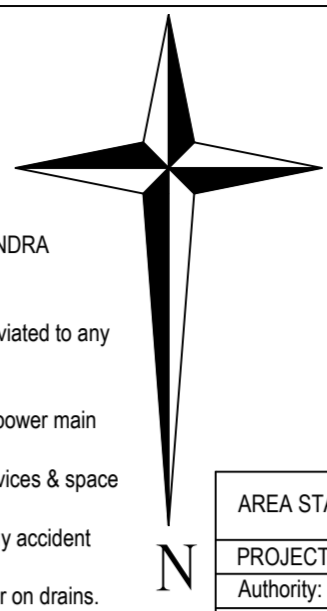 NDRA
viated to any
power main
vices & space
y accident
r on drains.
N
AREA STA
PROJECT
Authority: